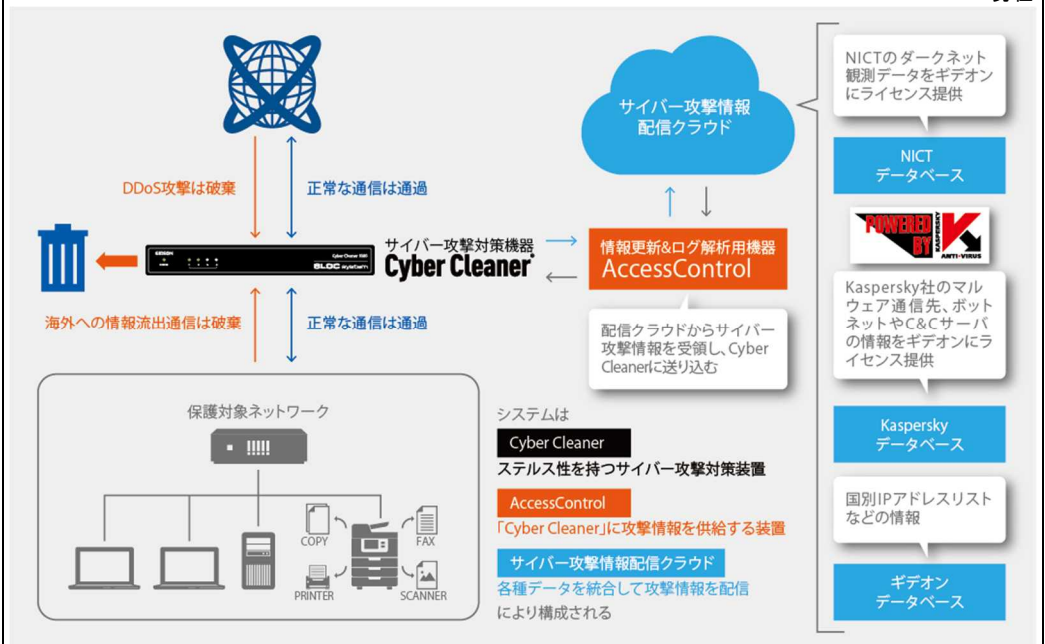 サイバー攻撃情報
配信クラウド
NICTのダークネット
観測データをギデオン
にライセンス提供
NICT
データベース
DDoS攻撃は破棄
正常な通信は通過
サイバー攻撃対策機器
Cyber Cleaner
SLDC system
情報更新&ログ解析用機器
AccessControl
POWERED
BY
KASPERSKY
ANTI-VIRUS
Kaspersky社のマル
ウェア通信先、ボット
ネットやC&Cサーバ
の情報をギデオンにラ
イセンス提供
海外への情報流出通信は破棄
正常な通信は通過
配信クラウドからサイバー
攻撃情報を受領し、Cyber
Cleanerに送り込む
保護対象ネットワーク
COPY
FAX
PRINTER
SCANNER
システムは
Cyber Cleaner
ステルス性を持つサイバー攻撃対策装置
AccessControl
「Cyber Cleaner」に攻撃情報を供給する装置
サイバー攻撃情報配信クラウド
各種データを統合して攻撃情報を配信
により構成される
Kaspersky
データベース
国別IPアドレスリスト
などの情報
ギデオン
データベース